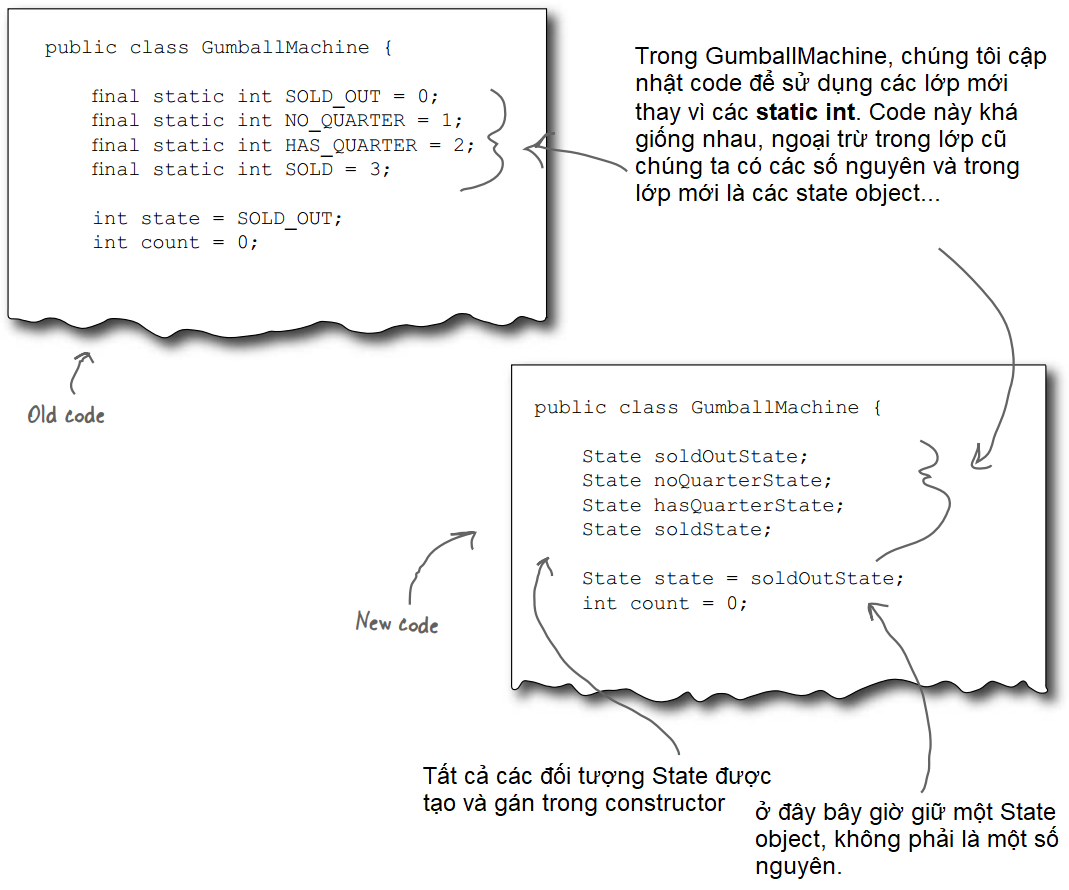 public class GumballMachine {
final static int SOLD_OUT = 0;
final static int NO_QUARTER = 1;
final static int HAS_QUARTER = 2;
final static int SOLD = 3;
int state = SOLD_OUT;
int count = 0;
Old code
Trong GumballMachine, chúng tôi cập
nhật code để sử dụng các lớp mới
thay vì các static int. Code này khá
giống nhau, ngoại trừ trong lớp cũ
chúng ta có các số nguyên và trong
lớp mới là các state object...
public class GumballMachine {
State soldOutState;
State noQuarterState;
State hasQuarterState;
State soldState;
State state = soldOutState;
int count = 0;
New code
Tất cả các đối tượng State được
tạo và gán trong constructor
ở đây bây giờ giữ một State
object, không phải là một số
nguyên.